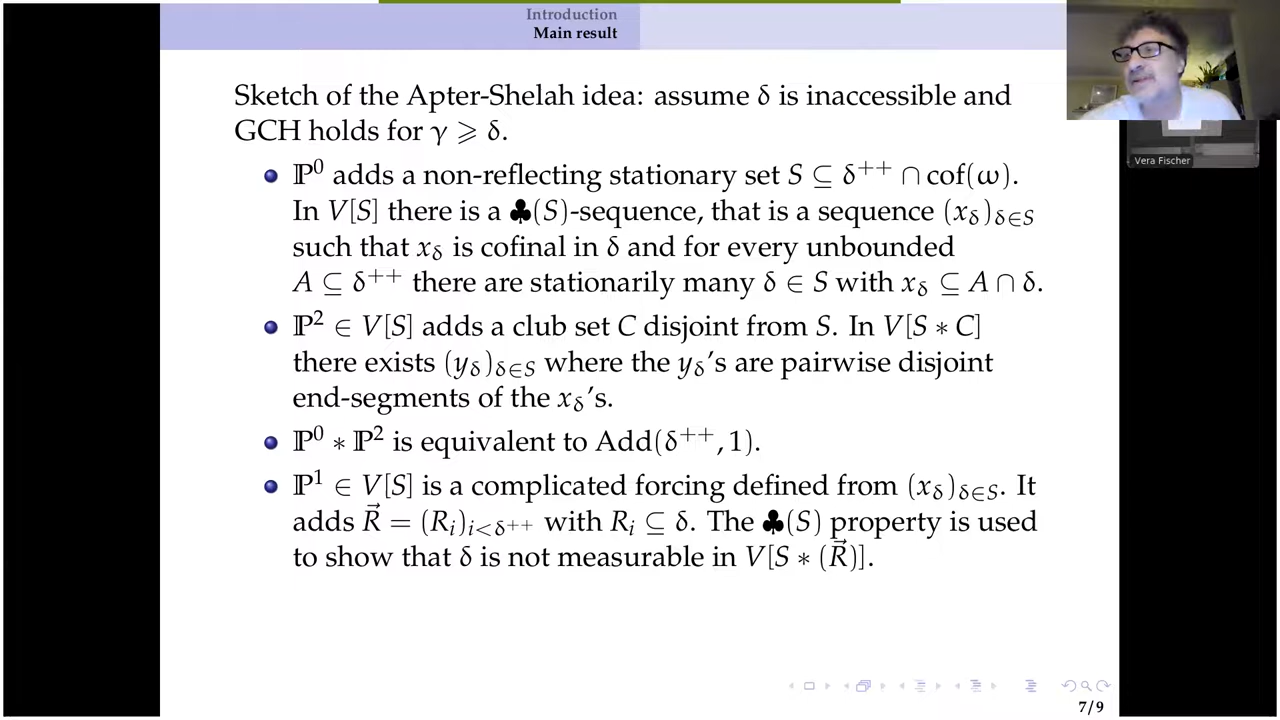 Introduction
Main result
Sketch of the Apter-Shelah idea: assume δ is inaccessible and
GCH holds for γ ⩾ δ.
ℙ⁰ adds a non-reflecting stationary set S ⊆ δ⁺⁺ ∩ cof(ω).
In V[S] there is a ♣(S)-sequence, that is a sequence (x_δ)_{δ∈S}
such that x_δ is cofinal in δ and for every unbounded
A ⊆ δ⁺⁺ there are stationarily many δ ∈ S with x_δ ⊆ A ∩ δ.
ℙ² ∈ V[S] adds a club set C disjoint from S. In V[S ∗ C]
there exists (y_δ)_{δ∈S} where the y_δ's are pairwise disjoint
end-segments of the x_δ's.
ℙ⁰ ∗ ℙ² is equivalent to Add(δ⁺⁺, 1).
ℙ¹ ∈ V[S] is a complicated forcing defined from (x_δ)_{δ∈S}. It
adds R⃗ = (R_i)_{i<δ⁺⁺} with R_i ⊆ δ. The ♣(S) property is used
to show that δ is not measurable in V[S ∗ (R⃗)].
7/9
Vera Fischer